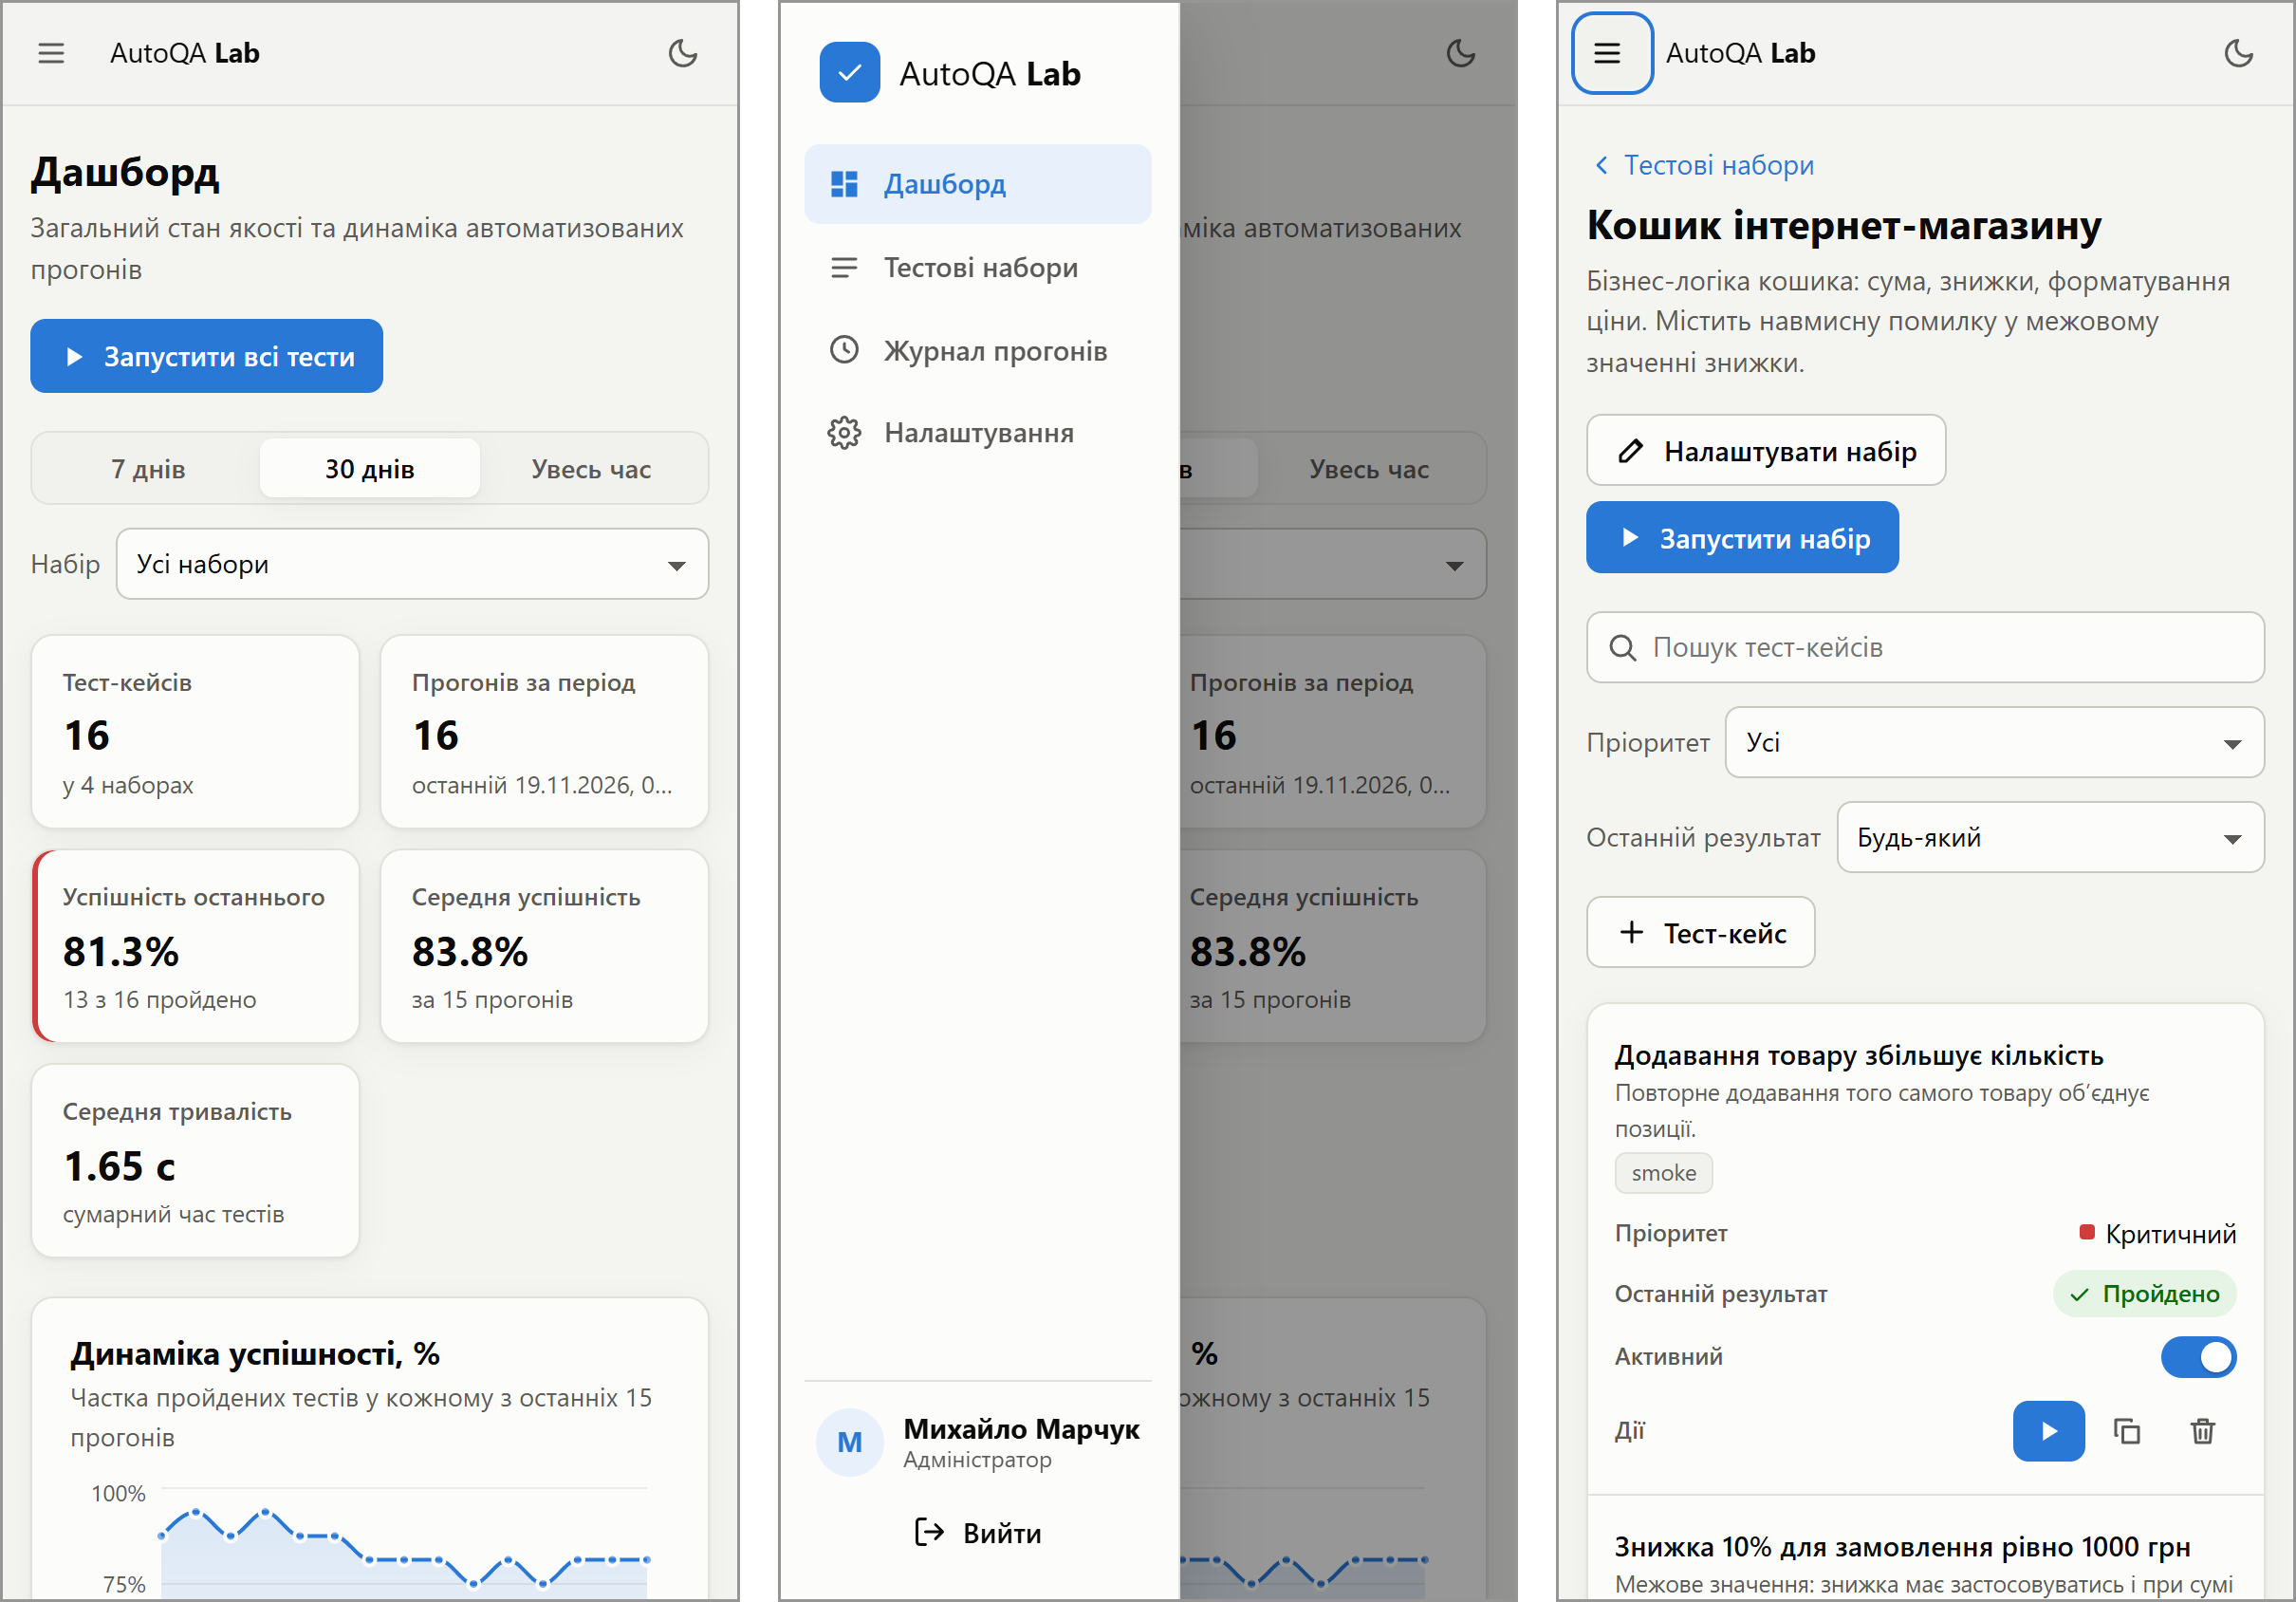 AutoQA Lab
Дашборд
Загальний стан якості та динаміка автоматизованих
прогонів
Запустити всі тести
7 днів
30 днів
Увесь час
Набір
Усі набори
Тест-кейсів
16
у 4 наборах
Прогонів за період
16
останній 19.11.2026, 0...
Успішність останнього
81.3%
13 з 16 пройдено
Середня успішність
83.8%
за 15 прогонів
Середня тривалість
1.65 с
сумарний час тестів
Динаміка успішності, %
Частка пройдених тестів у кожному з останніх 15
прогонів
100%
75%
AutoQA Lab
Дашборд
Тестові набори
Журнал прогонів
Налаштування
Михайло Марчук
Адміністратор
Вийти
міка автоматизованих
в
Увесь час
Прогонів за період
16
останній 19.11.2026, 0...
Середня успішність
83.8%
за 15 прогонів
%
ожному з останніх 15
AutoQA Lab
Тестові набори
Кошик інтернет-магазину
Бізнес-логіка кошика: сума, знижки, форматування
ціни. Містить навмисну помилку у межовому
значенні знижки.
Налаштувати набір
Запустити набір
Пошук тест-кейсів
Пріоритет
Усі
Останній результат
Будь-який
Тест-кейс
Додавання товару збільшує кількість
Повторне додавання того самого товару об’єднує
позиції.
smoke
Пріоритет
Критичний
Останній результат
Пройдено
Активний
Дії
Знижка 10% для замовлення рівно 1000 грн
Межове значення: знижка має застосовуватись і при сумі